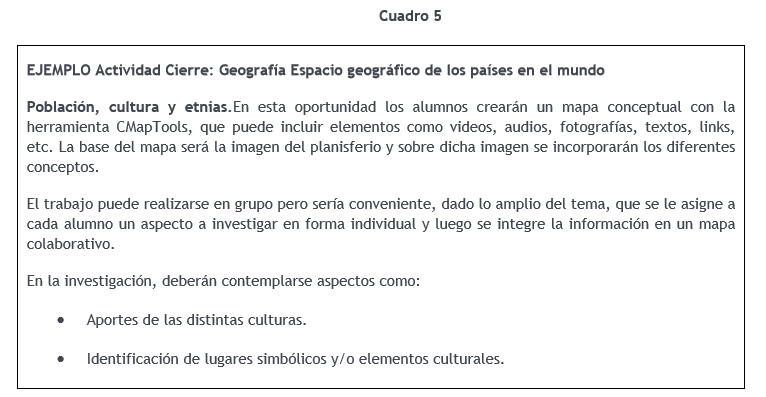 Cuadro 5
EJEMPLO Actividad Cierre: Geografía Espacio geográfico de los países en el mundo
Población, cultura y etnias.En esta oportunidad los alumnos crearán un mapa conceptual con la
herramienta CMapTools, que puede incluir elementos como videos, audios, fotografías, textos, links,
etc. La base del mapa será la imagen del planisferio y sobre dicha imagen se incorporarán los diferentes
conceptos.
El trabajo puede realizarse en grupo pero sería conveniente, dado lo amplio del tema, que se le asigne a
cada alumno un aspecto a investigar en forma individual y luego se integre la información en un mapa
colaborativo.
En la investigación, deberán contemplarse aspectos como:
• Aportes de las distintas culturas.
• Identificación de lugares simbólicos y/o elementos culturales.